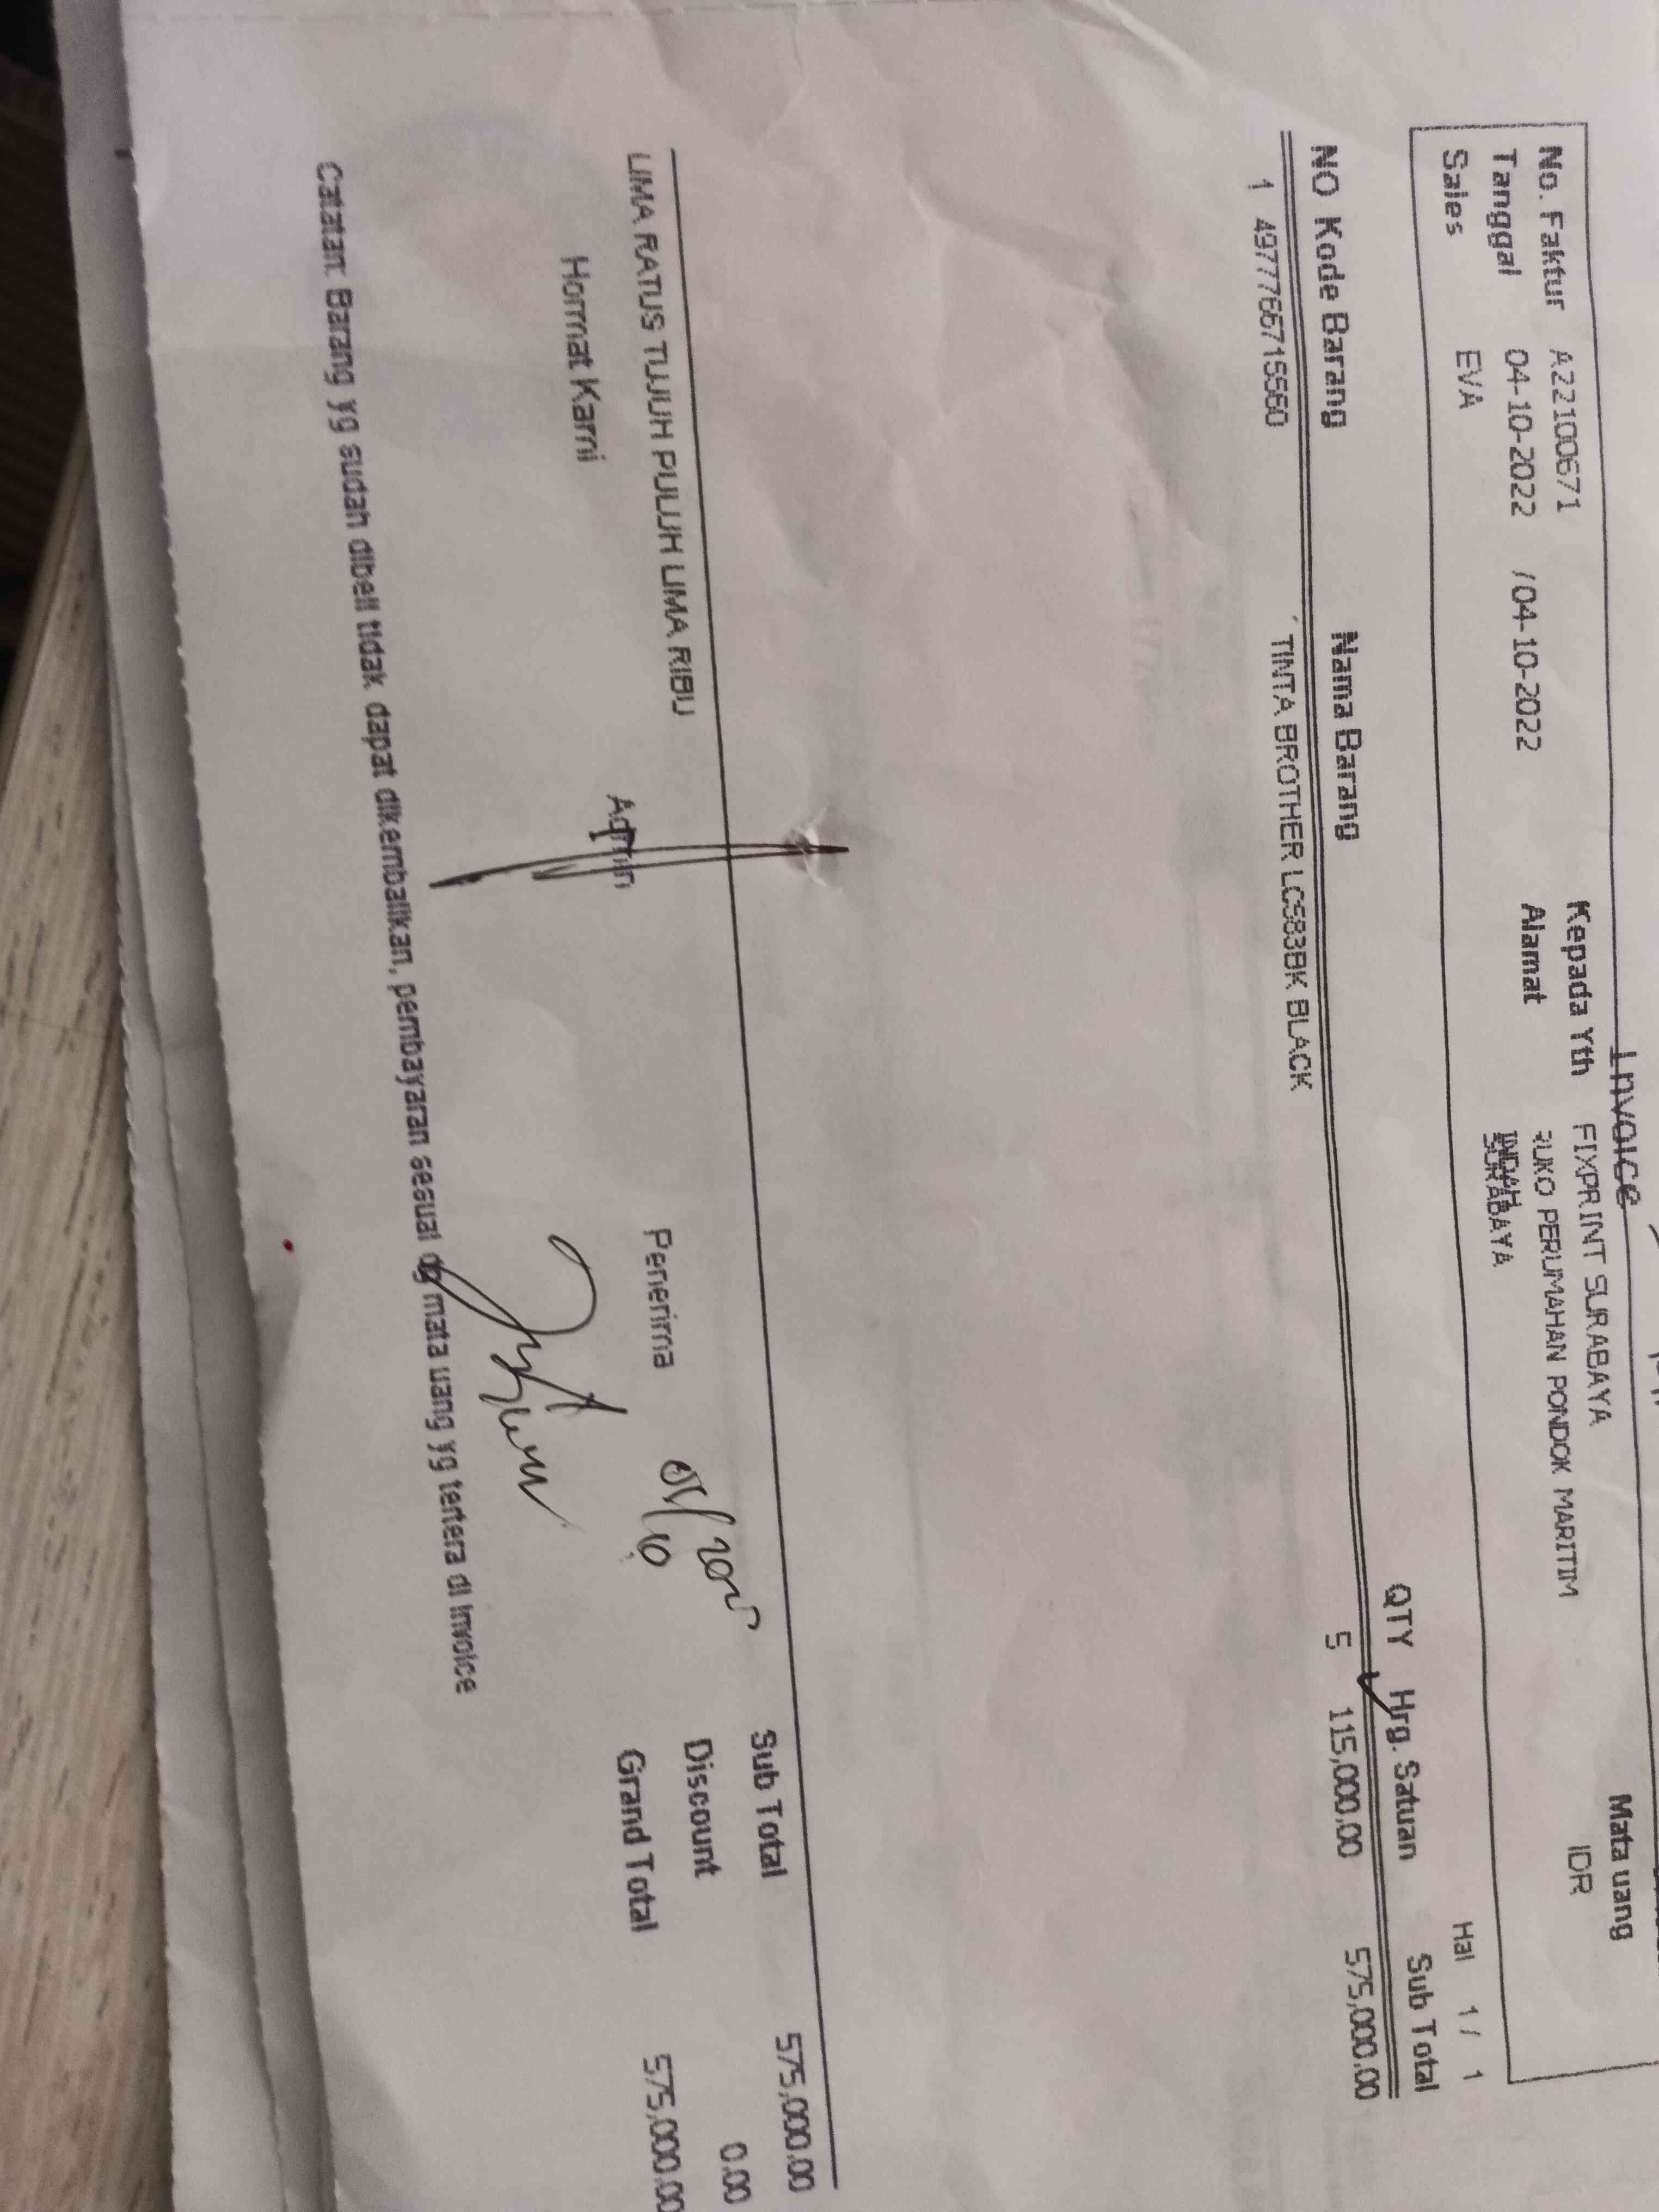 Invoice
Mata uang
No. Faktur A22100671 Kepada Yth FIXPRINT SURABAYA IDR
Tanggal 04-10-2022 /04-10-2022 Alamat RUKO PERUMAHAN PONDOK MARITIM
INDAH
SURABAYA
Sales EVA
Hal 1 / 1
NO Kode Barang Nama Barang QTY Hrg. Satuan Sub Total
1 4977766715560 TINTA BROTHER LC583BK BLACK 5 115,000.00 575,000.00
LIMA RATUS TUJUH PULUH LIMA RIBU
Sub Total 575,000.00
Discount 0.00
Grand Total 575,000.00
Hormat Kami Admin Penerima
Catatan: Barang yg sudah dibeli tidak dapat dikembalikan, pembayaran sesuai dg mata uang yg tertera di invoice